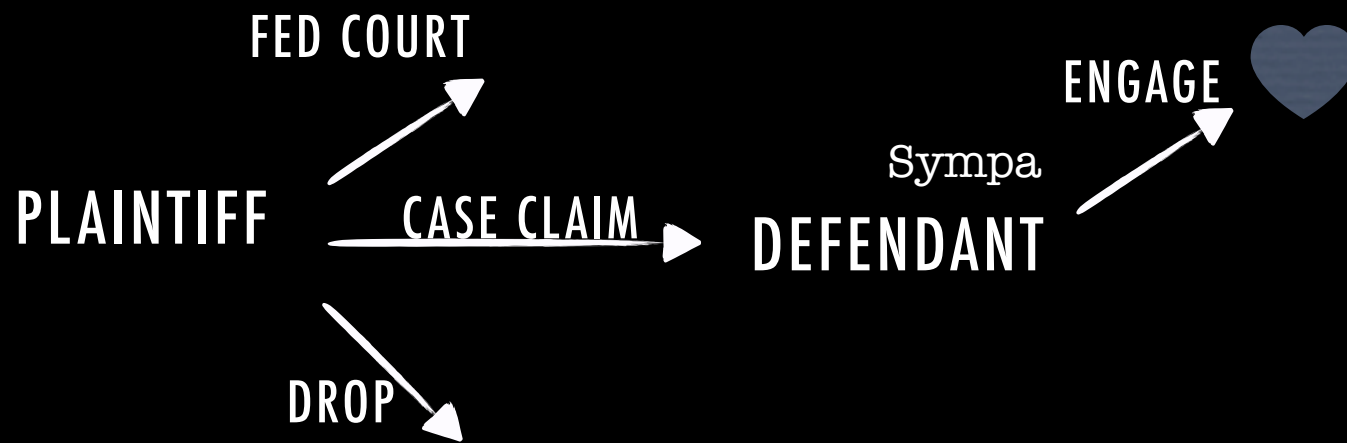 FED COURT
ENGAGE
Sympa
PLAINTIFF
CASE CLAIM
DEFENDANT
DROP